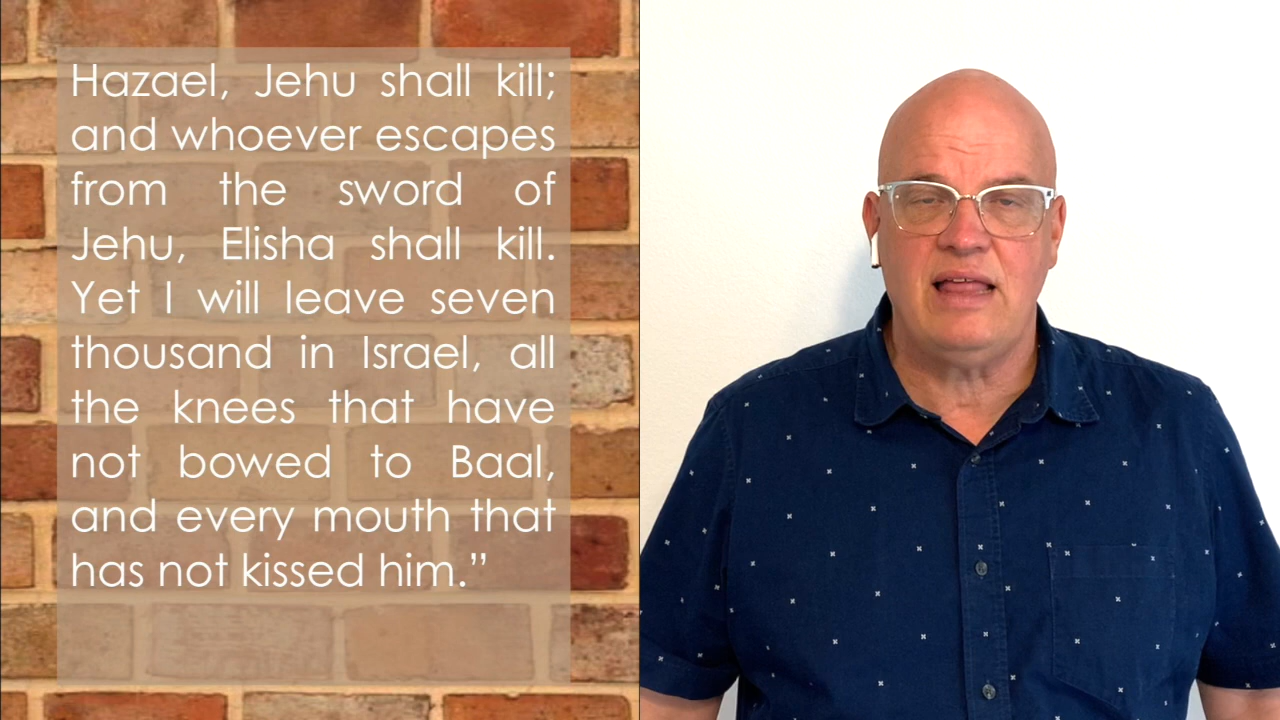 Hazael, Jehu shall kill;
and whoever escapes
from the sword of
Jehu, Elisha shall kill.
Yet I will leave seven
thousand in Israel, all
the knees that have
not bowed to Baal,
and every mouth that
has not kissed him.”